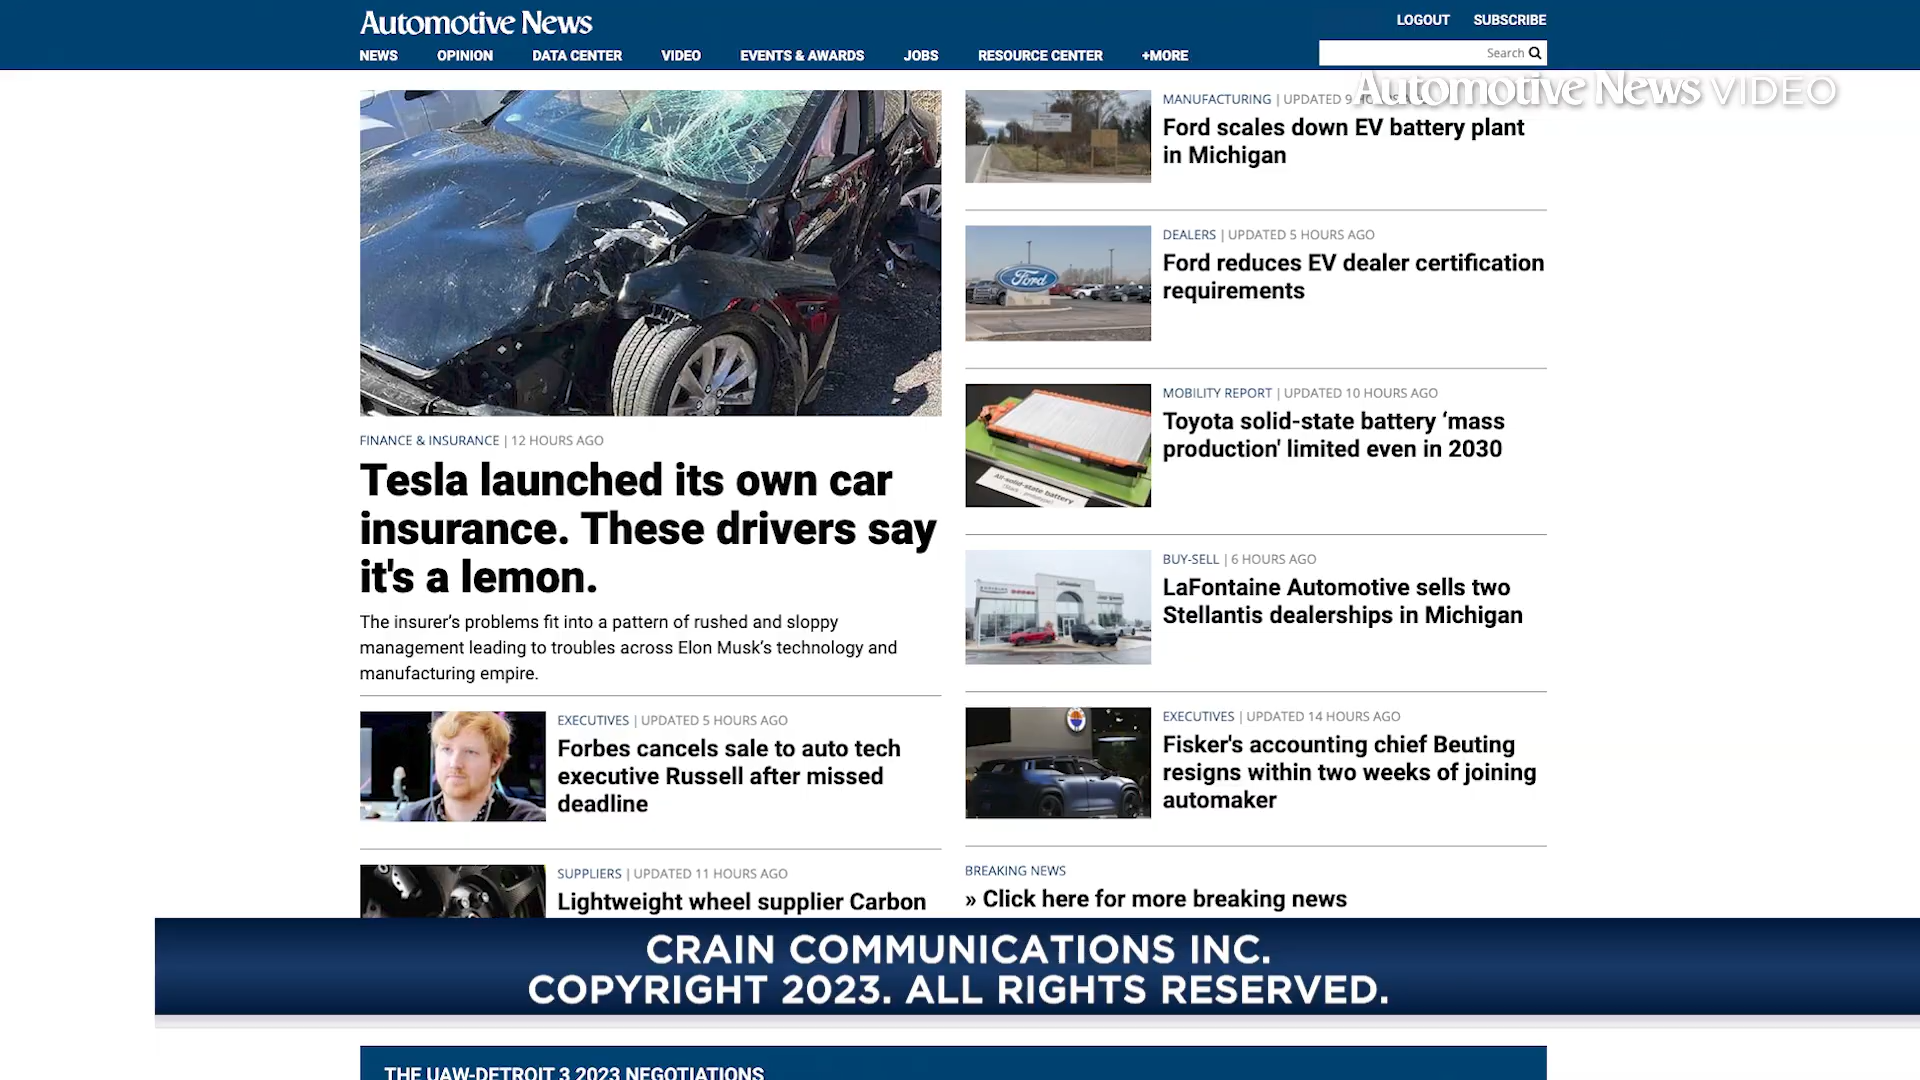 Automotive News
LOGOUT
SUBSCRIBE
NEWS
OPINION
DATA CENTER
VIDEO
EVENTS & AWARDS
JOBS
RESOURCE CENTER
+MORE
Search
Automotive News VIDEO
FINANCE & INSURANCE | 12 HOURS AGO
Tesla launched its own car
insurance. These drivers say
it's a lemon.
The insurer's problems fit into a pattern of rushed and sloppy
management leading to troubles across Elon Musk's technology and
manufacturing empire.
EXECUTIVES | UPDATED 5 HOURS AGO
Forbes cancels sale to auto tech
executive Russell after missed
deadline
SUPPLIERS | UPDATED 11 HOURS AGO
Lightweight wheel supplier Carbon
MANUFACTURING | UPDATED 9 HOURS AGO
Ford scales down EV battery plant
in Michigan
DEALERS | UPDATED 5 HOURS AGO
Ford reduces EV dealer certification
requirements
Ford
MOBILITY REPORT | UPDATED 10 HOURS AGO
Toyota solid-state battery ‘mass
production' limited even in 2030
All-solid-state battery
BUY-SELL | 6 HOURS AGO
LaFontaine Automotive sells two
Stellantis dealerships in Michigan
EXECUTIVES | UPDATED 14 HOURS AGO
Fisker's accounting chief Beuting
resigns within two weeks of joining
automaker
BREAKING NEWS
» Click here for more breaking news
CRAIN COMMUNICATIONS INC.
COPYRIGHT 2023. ALL RIGHTS RESERVED.
THE UAW-DETROIT 3 2023 NEGOTIATIONS